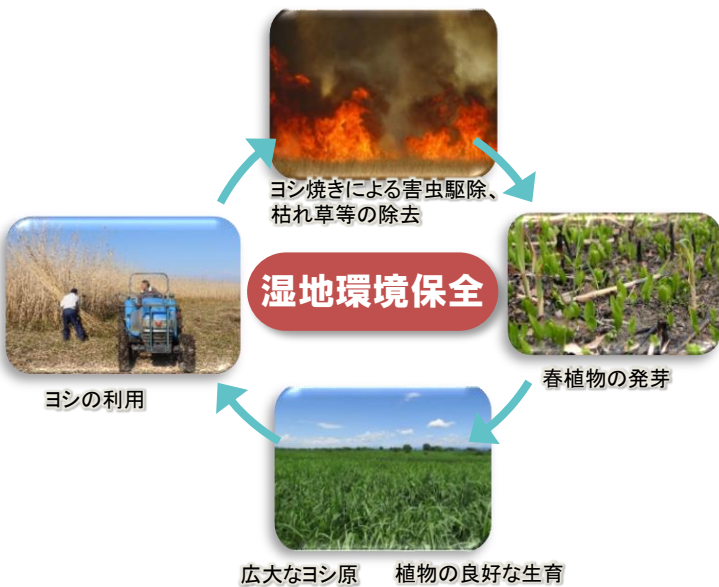 ヨシ焼きによる害虫駆除、
枯れ草等の除去
湿地環境保全
春植物の発芽
ヨシの利用
広大なヨシ原 植物の良好な生育